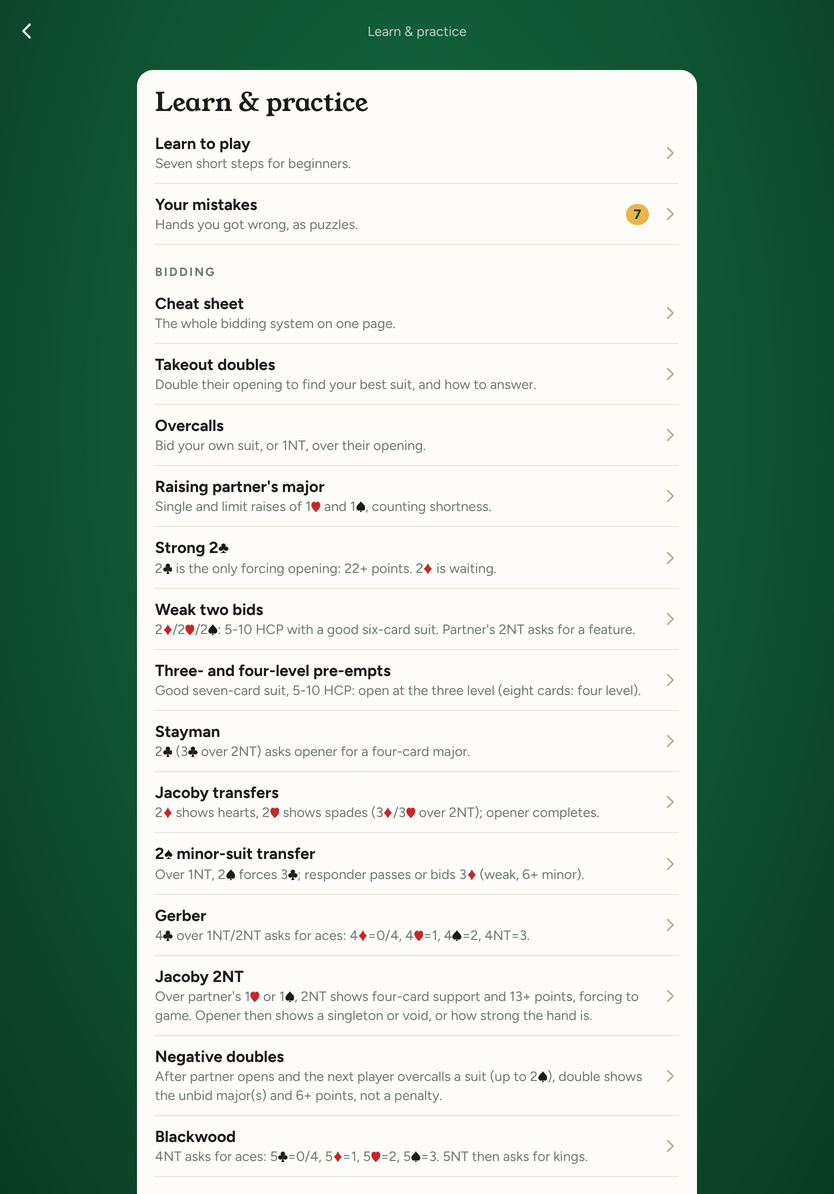 Learn & practice
Learn & practice
Learn to play
Seven short steps for beginners.
Your mistakes
7
Hands you got wrong, as puzzles.
BIDDING
Cheat sheet
The whole bidding system on one page.
Takeout doubles
Double their opening to find your best suit, and how to answer.
Overcalls
Bid your own suit, or 1NT, over their opening.
Raising partner's major
Single and limit raises of 1♥ and 1♠, counting shortness.
Strong 2♣
2♣ is the only forcing opening: 22+ points. 2♦ is waiting.
Weak two bids
2♦/2♥/2♠: 5-10 HCP with a good six-card suit. Partner's 2NT asks for a feature.
Three- and four-level pre-empts
Good seven-card suit, 5-10 HCP: open at the three level (eight cards: four level).
Stayman
2♣ (3♣ over 2NT) asks opener for a four-card major.
Jacoby transfers
2♦ shows hearts, 2♥ shows spades (3♦/3♥ over 2NT); opener completes.
2♠ minor-suit transfer
Over 1NT, 2♠ forces 3♣; responder passes or bids 3♦ (weak, 6+ minor).
Gerber
4♣ over 1NT/2NT asks for aces: 4♦=0/4, 4♥=1, 4♠=2, 4NT=3.
Jacoby 2NT
Over partner's 1♥ or 1♠, 2NT shows four-card support and 13+ points, forcing to
game. Opener then shows a singleton or void, or how strong the hand is.
Negative doubles
After partner opens and the next player overcalls a suit (up to 2♠), double shows
the unbid major(s) and 6+ points, not a penalty.
Blackwood
4NT asks for aces: 5♣=0/4, 5♦=1, 5♥=2, 5♠=3. 5NT then asks for kings.